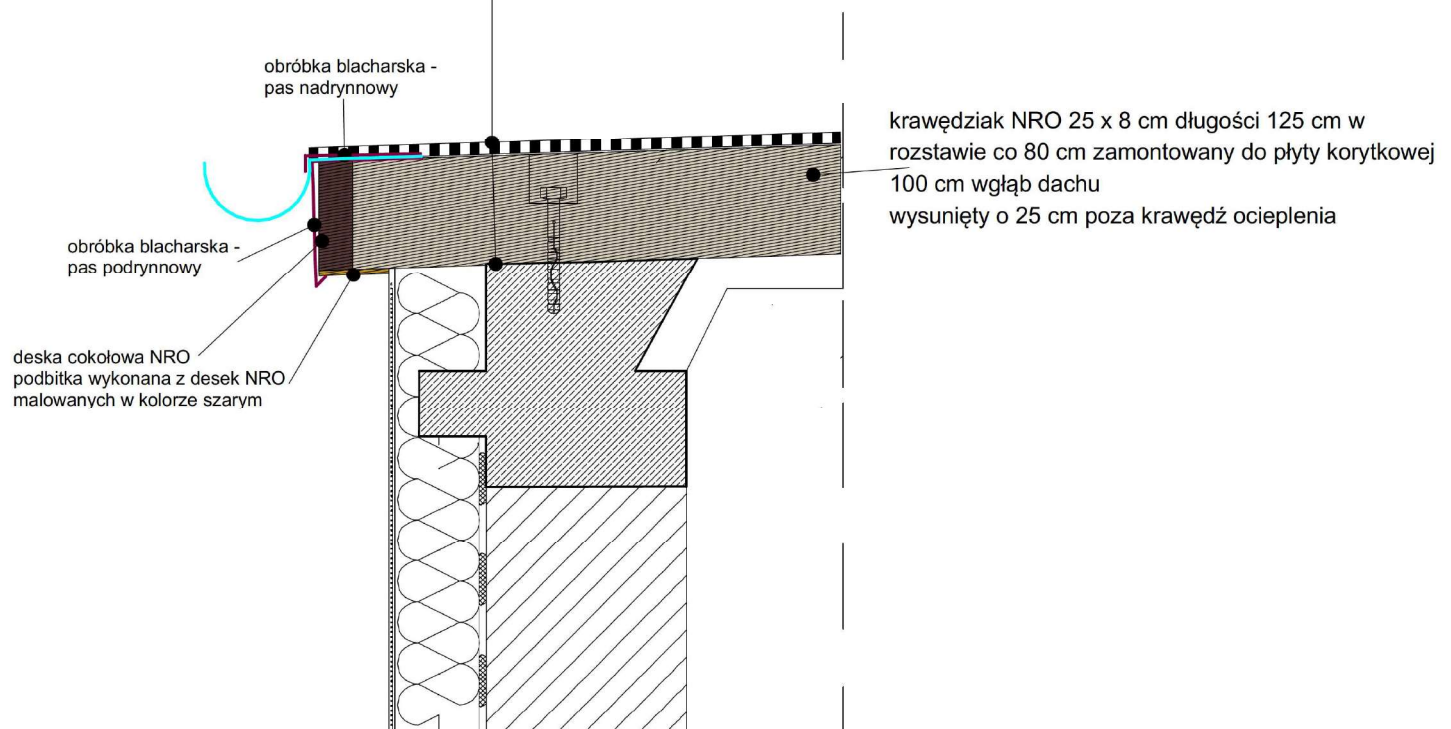 obróbka blacharska -
pas nadrynnowy
krawędziak NRO 25 x 8 cm długości 125 cm w
rozstawie co 80 cm zamontowany do płyty korytkowej
100 cm wgłąb dachu
wysunięty o 25 cm poza krawędź ocieplenia
obróbka blacharska -
pas podrynnowy
deska cokołowa NRO
podbitka wykonana z desek NRO
malowanych w kolorze szarym